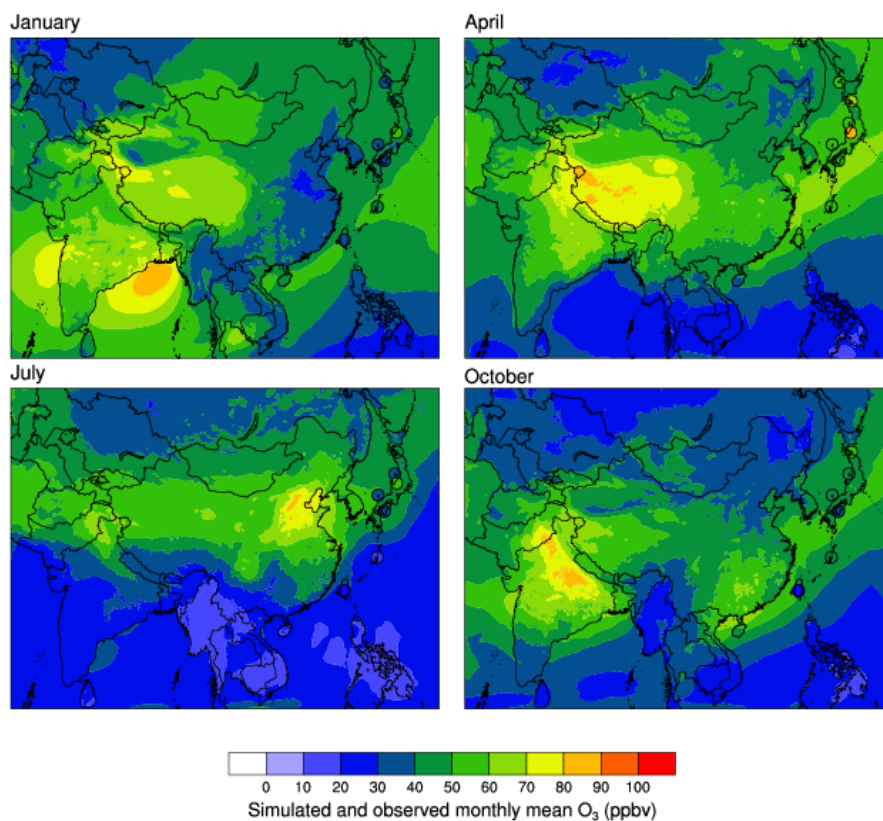 January
April
July
October
0 10 20 30 40 50 60 70 80 90 100
Simulated and observed monthly mean O₃ (ppbv)